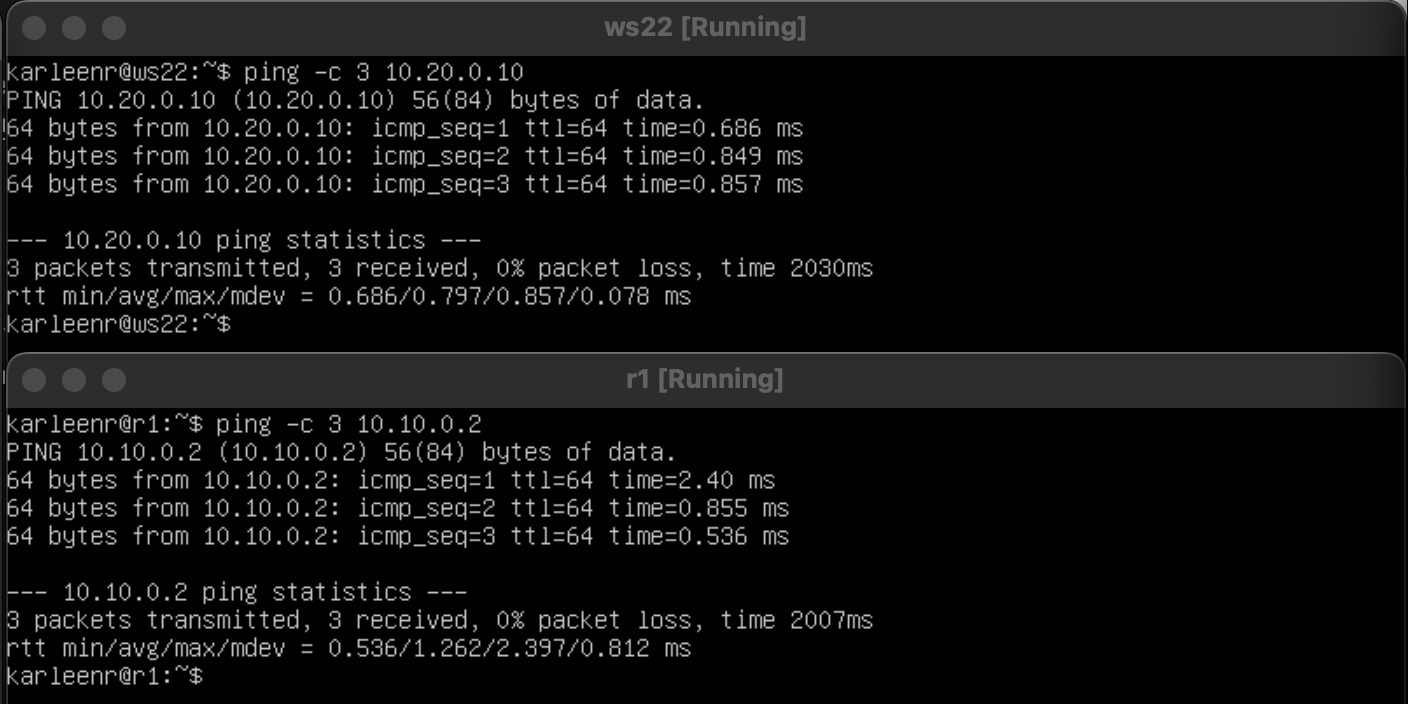 ws22 [Running]
karleenr@ws22:~$ ping -c 3 10.20.0.10
PING 10.20.0.10 (10.20.0.10) 56(84) bytes of data.
64 bytes from 10.20.0.10: icmp_seq=1 ttl=64 time=0.686 ms
64 bytes from 10.20.0.10: icmp_seq=2 ttl=64 time=0.849 ms
64 bytes from 10.20.0.10: icmp_seq=3 ttl=64 time=0.857 ms
--- 10.20.0.10 ping statistics ---
3 packets transmitted, 3 received, 0% packet loss, time 2030ms
rtt min/avg/max/mdev = 0.686/0.797/0.857/0.078 ms
karleenr@ws22:~$
r1 [Running]
karleenr@r1:~$ ping -c 3 10.10.0.2
PING 10.10.0.2 (10.10.0.2) 56(84) bytes of data.
64 bytes from 10.10.0.2: icmp_seq=1 ttl=64 time=2.40 ms
64 bytes from 10.10.0.2: icmp_seq=2 ttl=64 time=0.855 ms
64 bytes from 10.10.0.2: icmp_seq=3 ttl=64 time=0.536 ms
--- 10.10.0.2 ping statistics ---
3 packets transmitted, 3 received, 0% packet loss, time 2007ms
rtt min/avg/max/mdev = 0.536/1.262/2.397/0.812 ms
karleenr@r1:~$